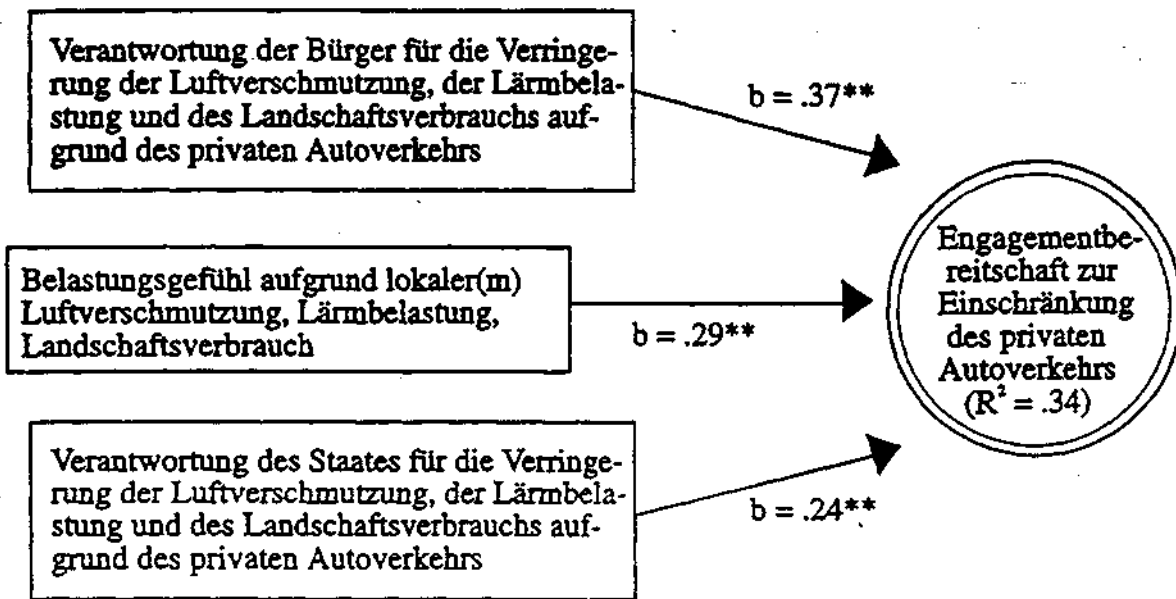 Verantwortung der Bürger für die Verringe-
rung der Luftverschmutzung, der Lärmbela-
stung und des Landschaftsverbrauchs auf-
grund des privaten Autoverkehrs
b = .37**
Belastungsgefühl aufgrund lokaler(m)
Luftverschmutzung, Lärmbelastung,
Landschaftsverbrauch
b = .29**
Verantwortung des Staates für die Verringe-
rung der Luftverschmutzung, der Lärmbela-
stung und des Landschaftsverbrauchs auf-
grund des privaten Autoverkehrs
b = .24**
Engagementbe-
reitschaft zur
Einschränkung
des privaten
Autoverkehrs
(R² = .34)